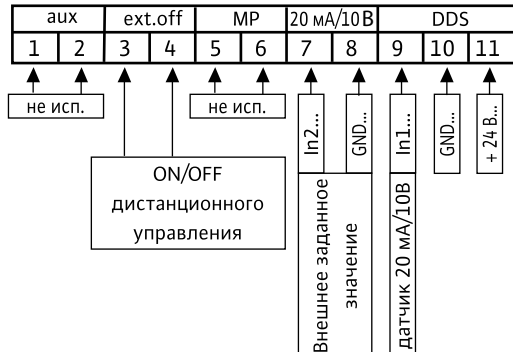 aux ext.off MP 20 мА/10 В DDS
1 2 3 4 5 6 7 8 9 10 11
не исп.
не исп.
In2...
GND...
In1...
GND...
+ 24 В...
ON/OFF
дистанционного
управления
Внешнее заданное
значение
датчик 20 мА/10В